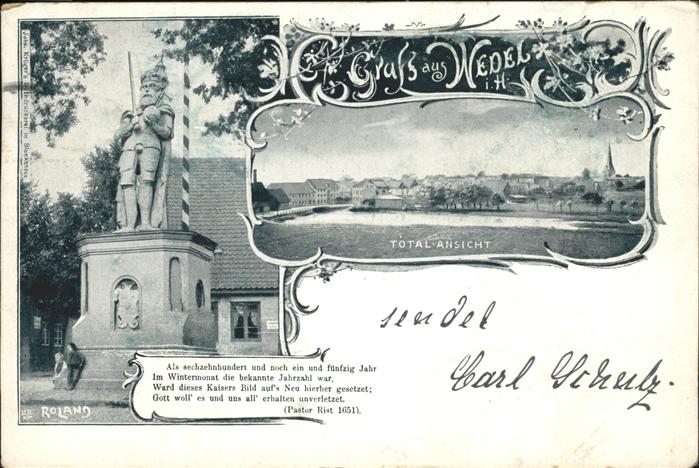 Gruss aus WEDEL
i.H.
TOTAL-ANSICHT
sendet
Carl Schulz.
Als sechzehnhundert und noch ein und fünfzig Jahr
Im Wintermonat die bekannte Jahrzahl war,
Ward dieses Kaisers Bild auf's Neu hierher gesetzet;
Gott woll' es und uns all' erhalten unverletzet.
(Pastor Rist 1651).
ROLAND